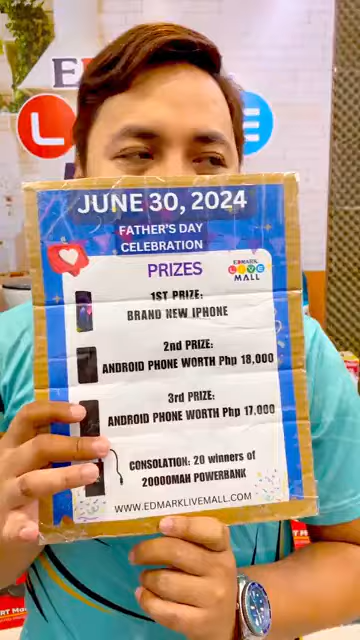 ED
L
E
JUNE 30, 2024
FATHER'S DAY
CELEBRATION
PRIZES
EDMARK
LIVE
MALL
1ST PRIZE:
BRAND NEW IPHONE
2nd PRIZE:
ANDROID PHONE WORTH Php 18,000
3rd PRIZE:
ANDROID PHONE WORTH Php 17,000
CONSOLATION: 20 winners of
20000MAH POWERBANK
WWW.EDMARKLIVEMALL.COM